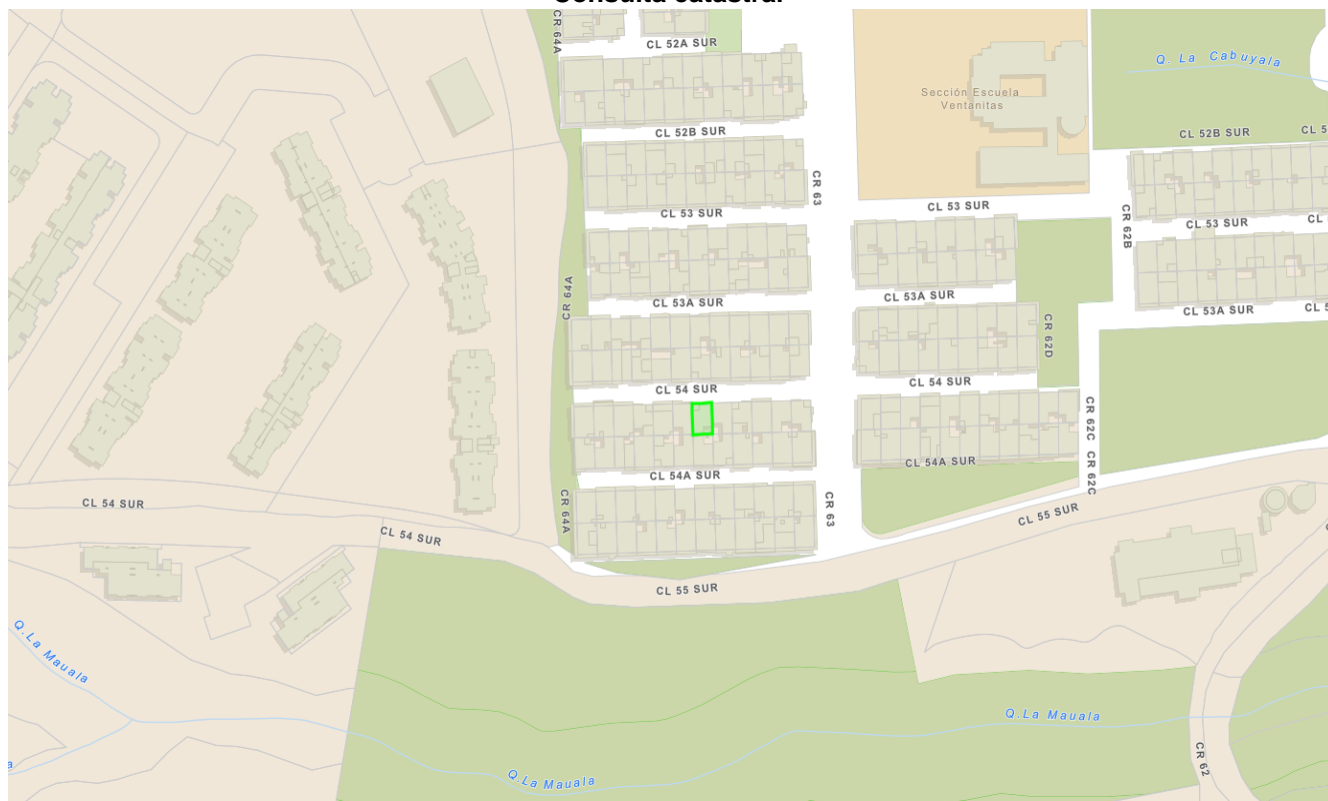 Consulta catastral
CR 64A
CL 52A SUR
Q. La Cabuyala
Sección Escuela
Ventanitas
CL 52B SUR
CL 52B SUR
CR 63
CL 53 SUR
CL 53 SUR
CR 62B
CL 53 SUR
CR 64A
CL 53A SUR
CL 53A SUR
CL 53A SUR
CR 62D
CL 54 SUR
CL 54 SUR
CR 62C
CR 62C
CL 54A SUR
CL 54A SUR
CR 64A
CR 63
CL 54 SUR
CL 54 SUR
CL 55 SUR
CL 55 SUR
Q.La Mauala
Q.La Mauala
Q.La Mauala
CR 62